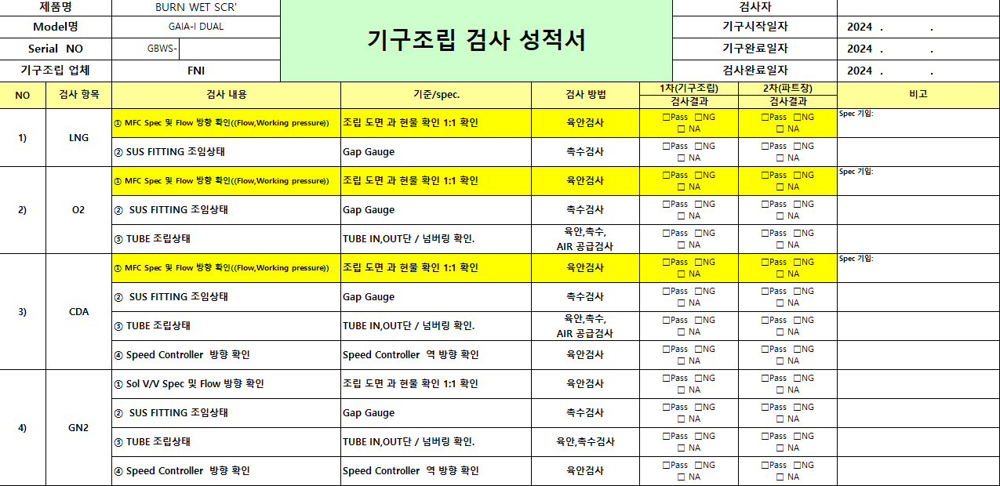 제품명 BURN WET SCR' 기구조립 검사 성적서 검사자
Model명 GAIA-I DUAL 기구시작일자 2024 . .
Serial NO GBWS- 기구완료일자 2024 . .
기구조립 업체 FNI 검사완료일자 2024 . .
NO 검사 항목 검사 내용 기준/spec. 검사 방법 1차(기구조립) 2차(파트장) 비고
검사결과 검사결과
1) LNG ① MFC Spec 및 Flow 방향 확인((Flow,Working pressure)) 조립 도면 과 현물 확인 1:1 확인 육안검사 □Pass □NG □Pass □NG Spec 기입:
□ NA □ NA
② SUS FITTING 조임상태 Gap Gauge 촉수검사 □Pass □NG □Pass □NG
□ NA □ NA
2) O2 ① MFC Spec 및 Flow 방향 확인((Flow,Working pressure)) 조립 도면 과 현물 확인 1:1 확인 육안검사 □Pass □NG □Pass □NG Spec 기입:
□ NA □ NA
② SUS FITTING 조임상태 Gap Gauge 촉수검사 □Pass □NG □Pass □NG
□ NA □ NA
③ TUBE 조립상태 TUBE IN,OUT단 / 넘버링 확인. 육안,촉수, □Pass □NG □Pass □NG
AIR 공급검사 □ NA □ NA
3) CDA ① MFC Spec 및 Flow 방향 확인((Flow,Working pressure)) 조립 도면 과 현물 확인 1:1 확인 육안검사 □Pass □NG □Pass □NG Spec 기입:
□ NA □ NA
② SUS FITTING 조임상태 Gap Gauge 촉수검사 □Pass □NG □Pass □NG
□ NA □ NA
③ TUBE 조립상태 TUBE IN,OUT단 / 넘버링 확인. 육안,촉수, □Pass □NG □Pass □NG
AIR 공급검사 □ NA □ NA
④ Speed Controller 방향 확인 Speed Controller 역 방향 확인 육안검사 □Pass □NG □Pass □NG
□ NA □ NA
4) GN2 ① Sol V/V Spec 및 Flow 방향 확인 조립 도면 과 현물 확인 1:1 확인 육안검사 □Pass □NG □Pass □NG
□ NA □ NA
② SUS FITTING 조임상태 Gap Gauge 촉수검사 □Pass □NG □Pass □NG
□ NA □ NA
③ TUBE 조립상태 TUBE IN,OUT단 / 넘버링 확인. 육안,촉수검사 □Pass □NG □Pass □NG
□ NA □ NA
④ Speed Controller 방향 확인 Speed Controller 역 방향 확인 육안검사 □Pass □NG □Pass □NG
□ NA □ NA